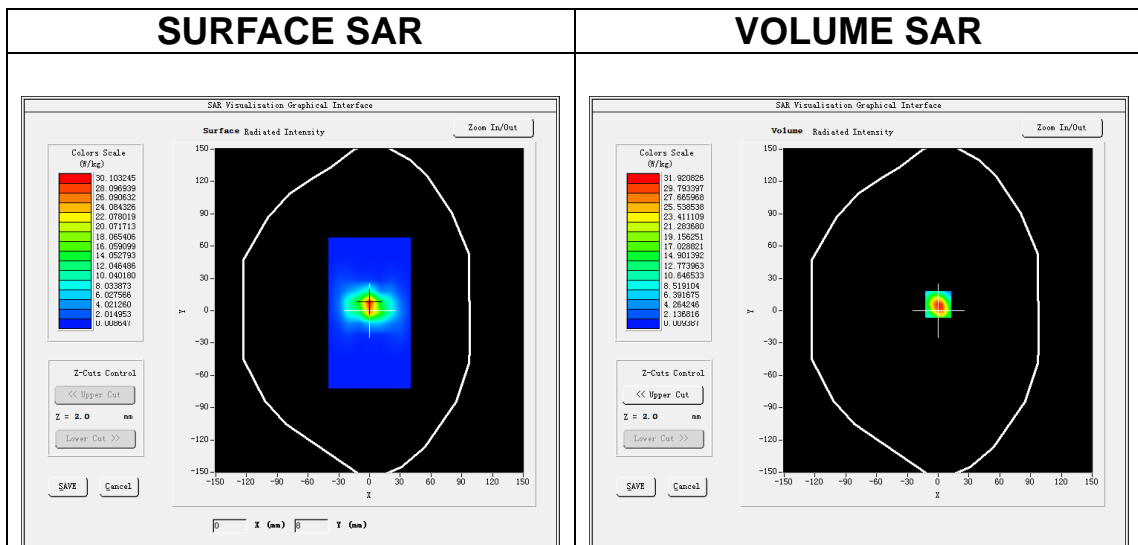 SURFACE SAR
VOLUME SAR
SAR Visualisation Graphical Interface
Surface Radiated Intensity
Zoom In/Out
Colors Scale
(W/kg)
30.103245
28.096939
26.090632
24.084326
22.078019
20.071713
18.065406
16.059099
14.052793
12.046486
10.040180
8.033873
6.027566
4.021260
2.014953
0.008647
150
120
90
60
30
Y
0
-30
-60
-90
-120
-150
-150 -120 -90 -60 -30 0 30 60 90 120 150
X
Z-Cuts Control
<< Upper Cut
Z = 2.0 mm
Lower Cut >>
SAVE
Cancel
0 X (mm) 8 Y (mm)
SAR Visualisation Graphical Interface
Volume Radiated Intensity
Zoom In/Out
Colors Scale
(W/kg)
31.920826
29.793397
27.665968
25.538538
23.411109
21.283680
19.156251
17.028821
14.901392
12.773963
10.646533
8.519104
6.391675
4.264246
2.136816
0.009387
150
120
90
60
30
Y
0
-30
-60
-90
-120
-150
-150 -120 -90 -60 -30 0 30 60 90 120 150
X
Z-Cuts Control
<< Upper Cut
Z = 2.0 mm
Lower Cut >>
SAVE
Cancel